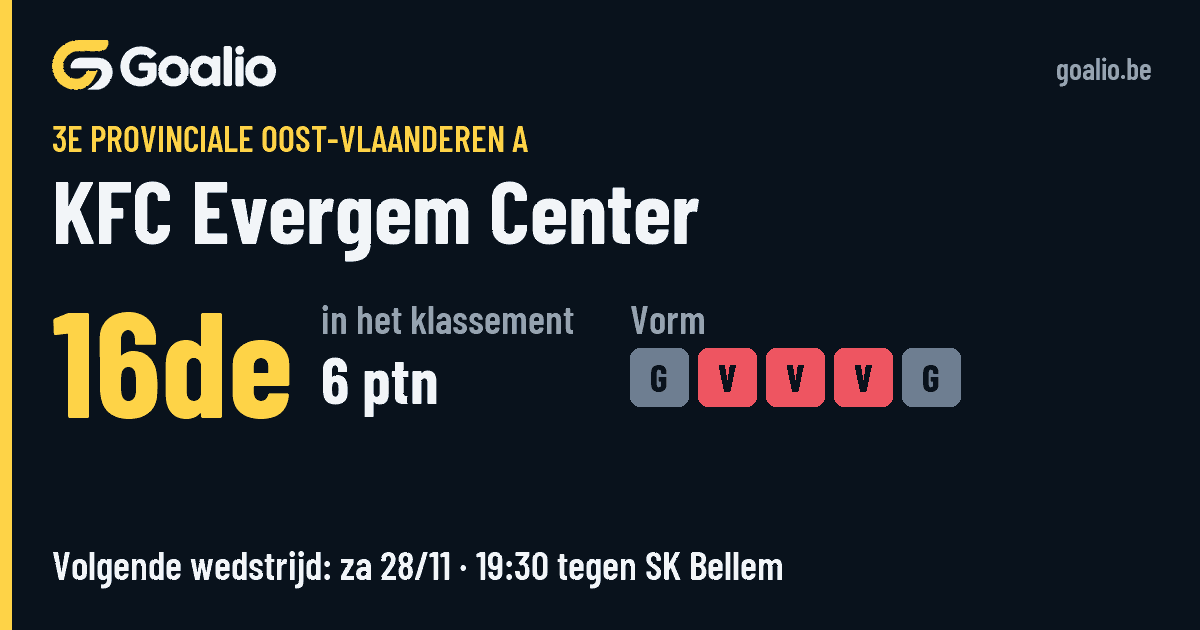 Goalio
goalio.be
3E PROVINCIALE OOST-VLAANDEREN A
KFC Evergem Center
16de
in het klassement
6 ptn
Vorm
G V V V G
Volgende wedstrijd: za 28/11 · 19:30 tegen SK Bellem